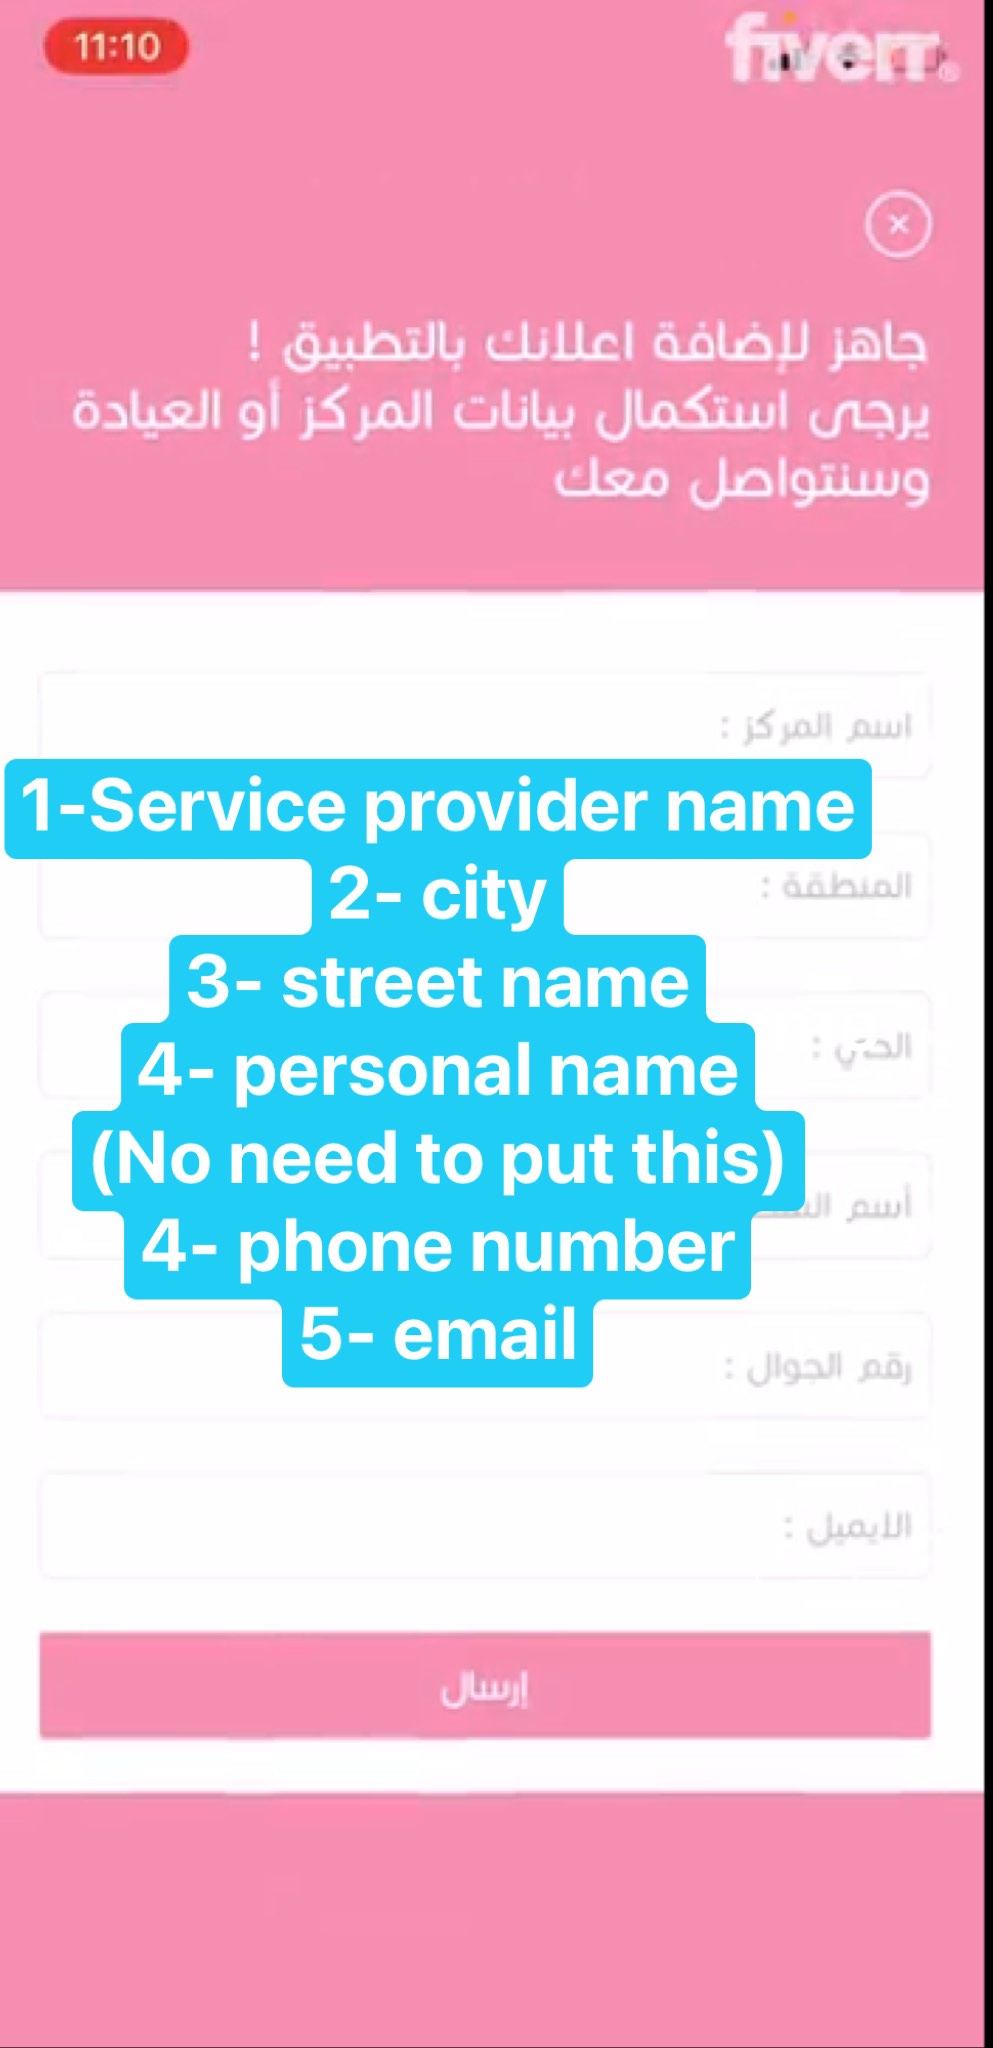 11:10
fiverr®
جاهز لإضافة اعلانك بالتطبيق !
يرجى استكمال بيانات المركز أو العيادة
وسنتواصل معك
اسم المركز :
1-Service provider name
المنطقة :
2- city
3- street name
الحي :
4- personal name
(No need to put this)
أسم
4- phone number
5- email
رقم الجوال :
الايميل :
إرسال